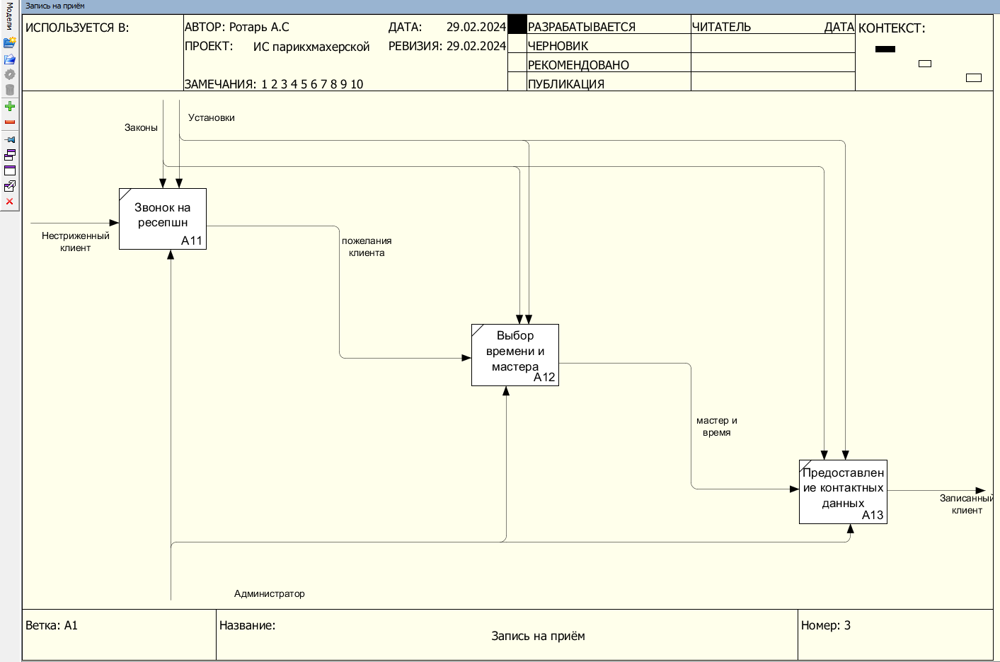 Модели
Запись на приём
ИСПОЛЬЗУЕТСЯ В:
АВТОР: Ротарь А.С
ДАТА: 29.02.2024
ПРОЕКТ: ИС парикхмахерской
РЕВИЗИЯ: 29.02.2024
ЗАМЕЧАНИЯ: 1 2 3 4 5 6 7 8 9 10
РАЗРАБАТЫВАЕТСЯ
ЧЕРНОВИК
РЕКОМЕНДОВАНО
ПУБЛИКАЦИЯ
ЧИТАТЕЛЬ
ДАТА
КОНТЕКСТ:
Установки
Законы
Звонок на
ресепшн
A11
Нестриженный
клиент
пожелания
клиента
Выбор
времени и
мастера
A12
мастер и
время
Предоставлен
ие контактных
данных
A13
Записанный
клиент
Администратор
Ветка: A1
Название:
Запись на приём
Номер: 3